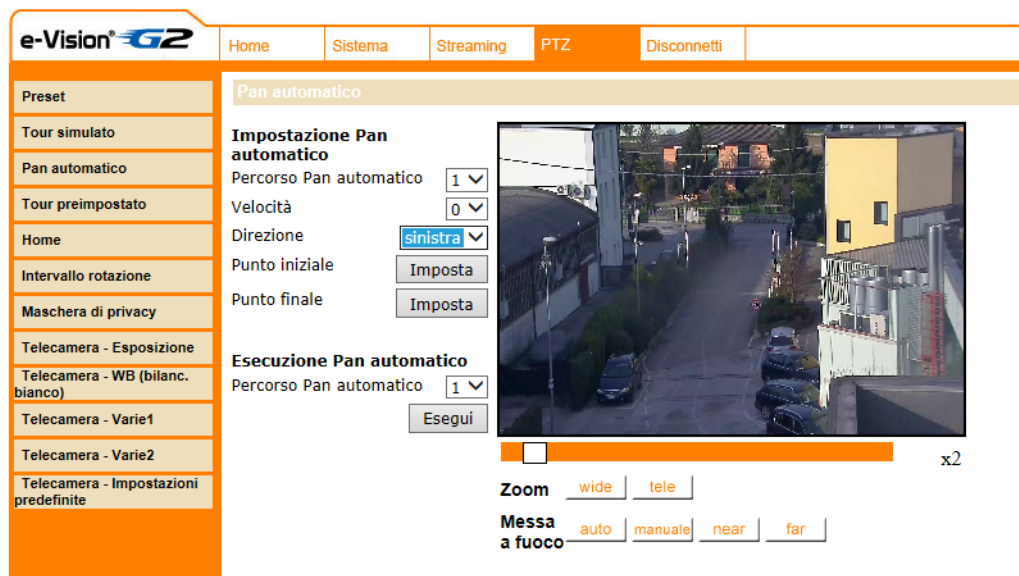 e-Vision® G2
Home
Sistema
Streaming
PTZ
Disconnetti
Preset
Tour simulato
Pan automatico
Tour preimpostato
Home
Intervallo rotazione
Maschera di privacy
Telecamera - Esposizione
Telecamera - WB (bilanc.
bianco)
Telecamera - Varie1
Telecamera - Varie2
Telecamera - Impostazioni
predefinite
Pan automatico
Impostazione Pan
automatico
Percorso Pan automatico 1
Velocità 0
Direzione sinistra
Punto iniziale Imposta
Punto finale Imposta
Esecuzione Pan automatico
Percorso Pan automatico 1
Esegui
x2
Zoom wide tele
Messa
a fuoco auto manuale near far